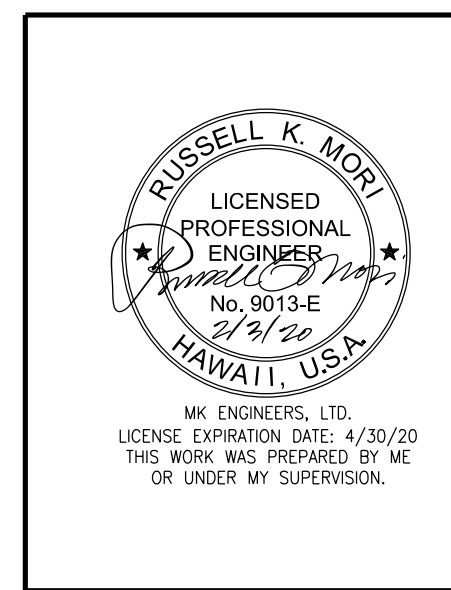 RUSSELL K. MORI
LICENSED
PROFESSIONAL
ENGINEER
No. 9013-E
2/3/20
HAWAII, U.S.A.
MK ENGINEERS, LTD.
LICENSE EXPIRATION DATE: 4/30/20
THIS WORK WAS PREPARED BY ME
OR UNDER MY SUPERVISION.